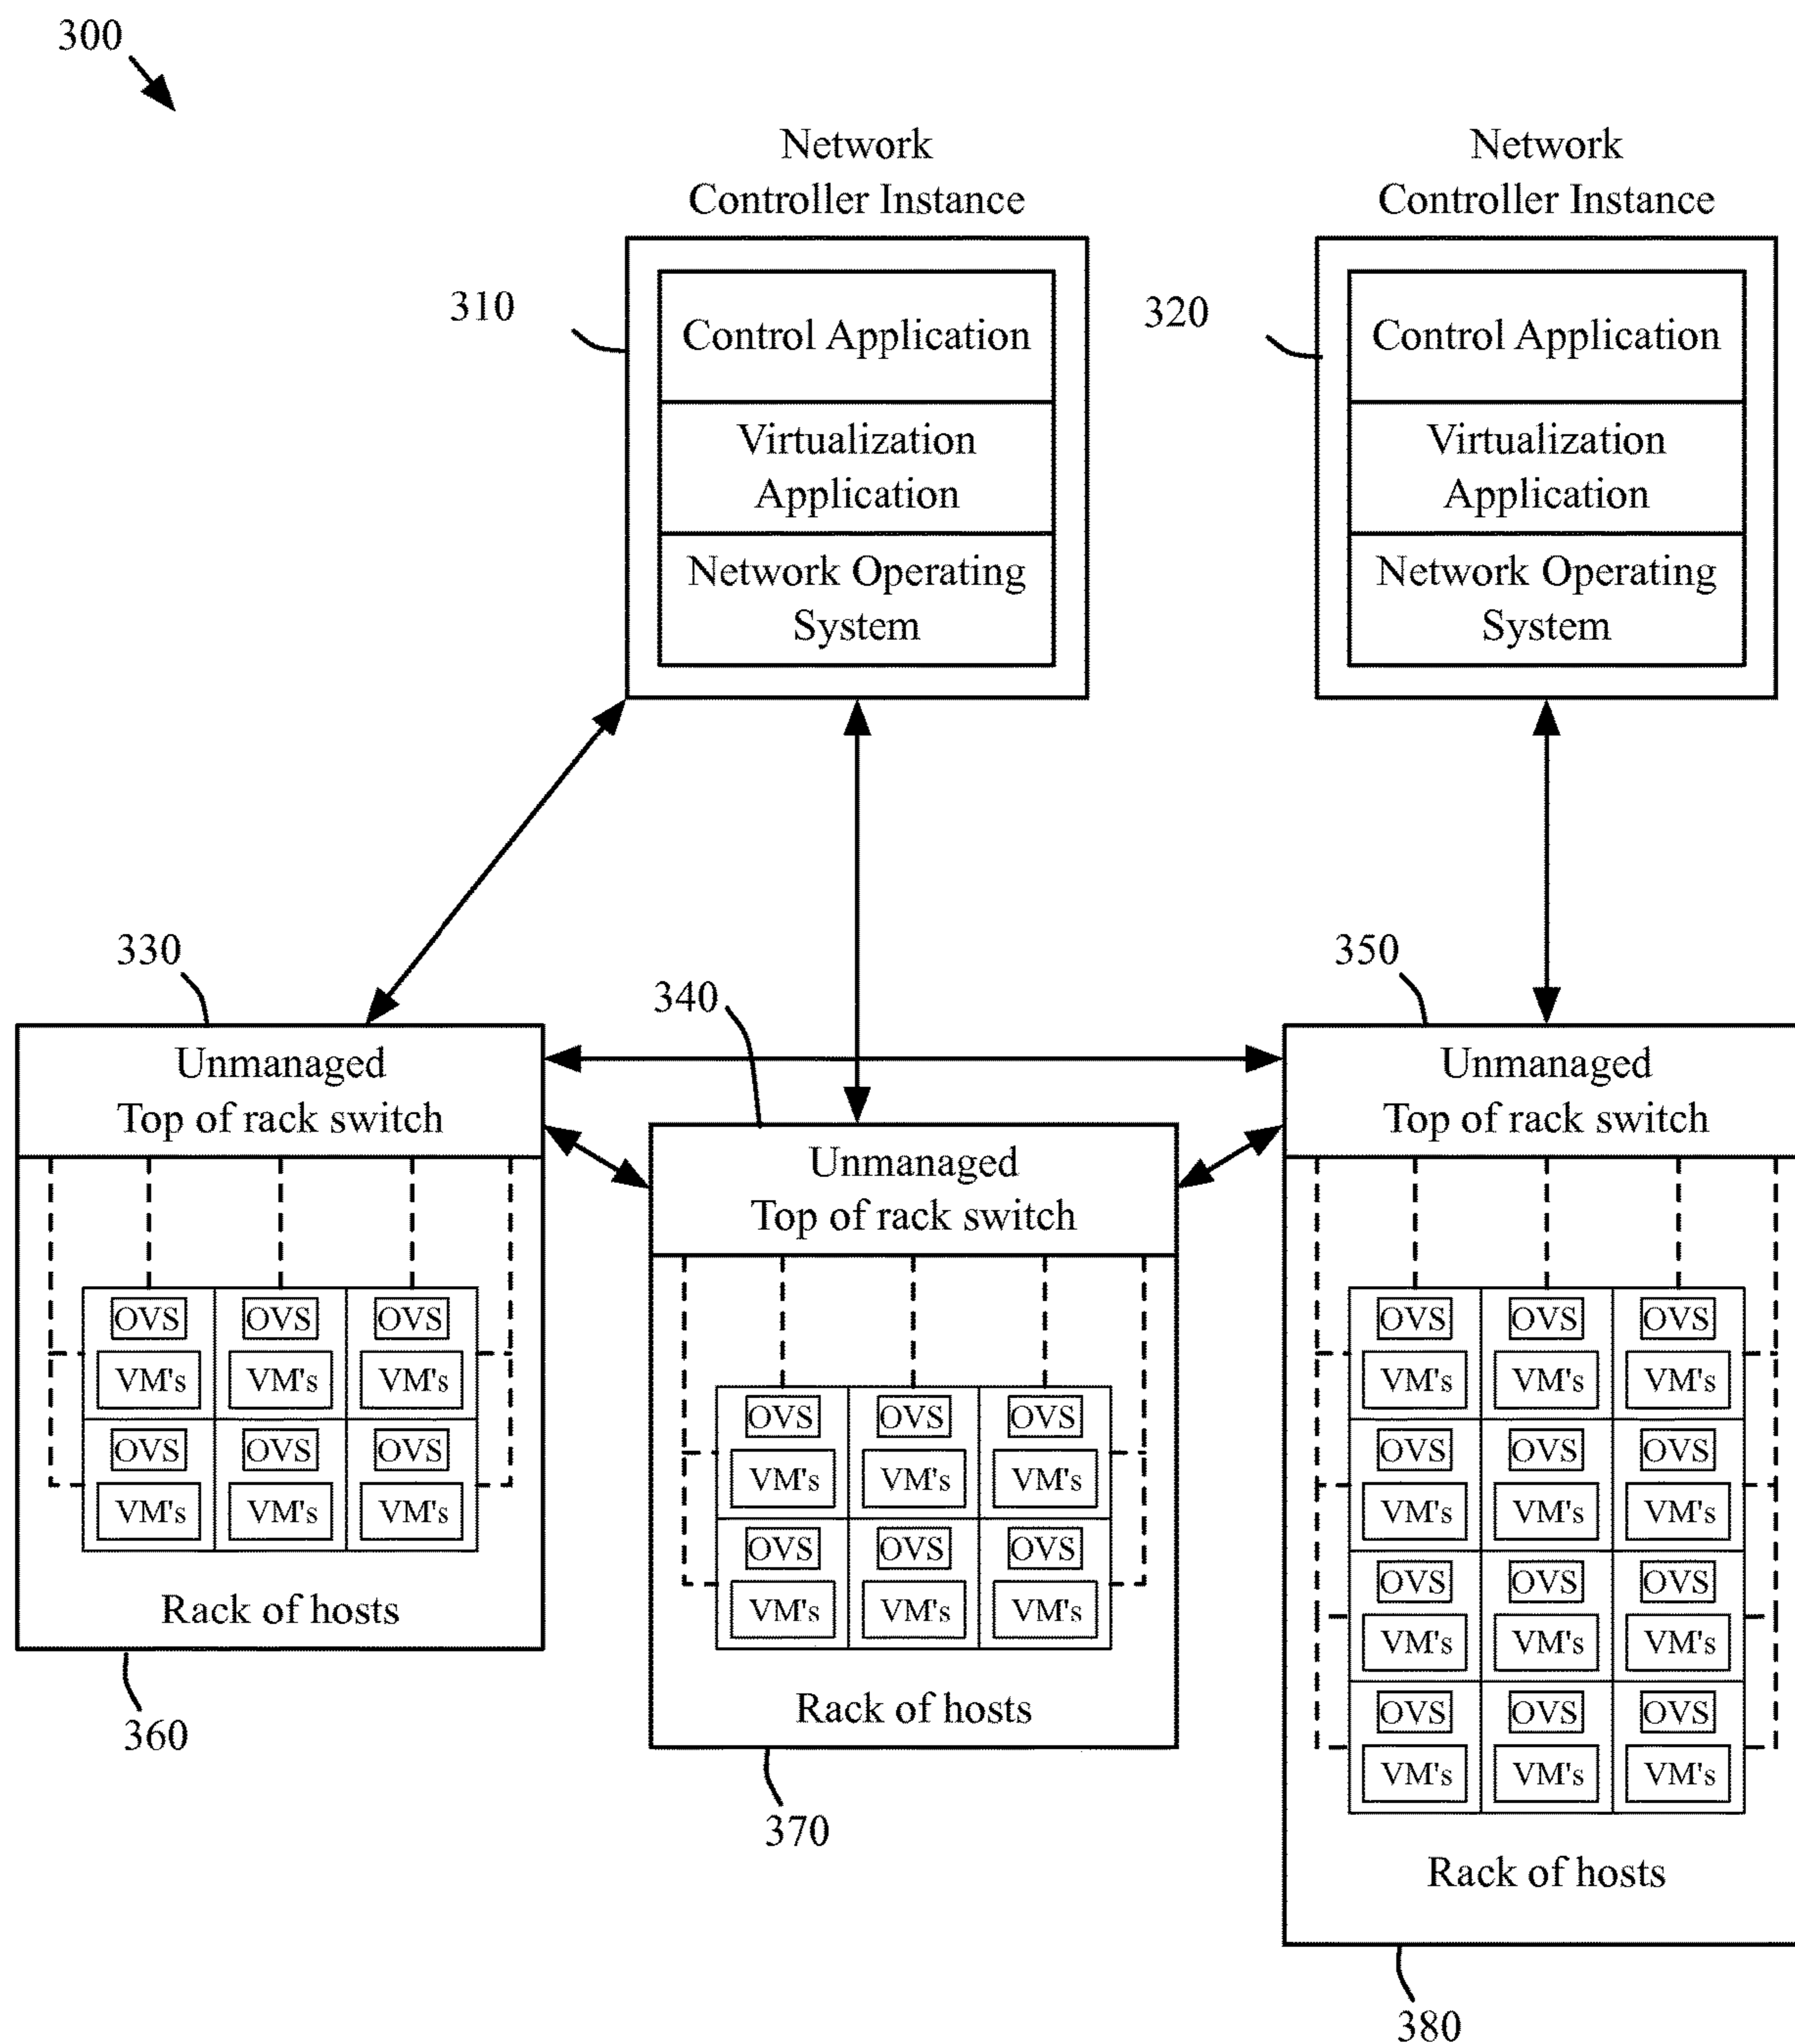 300
Network
Controller Instance
Network
Controller Instance
310
Control Application
Virtualization
Application
Network Operating
System
320
Control Application
Virtualization
Application
Network Operating
System
330
Unmanaged
Top of rack switch
340
Unmanaged
Top of rack switch
350
Unmanaged
Top of rack switch
OVS OVS OVS
VM's VM's VM's
OVS OVS OVS
VM's VM's VM's
Rack of hosts
360
OVS OVS OVS
VM's VM's VM's
OVS OVS OVS
VM's VM's VM's
Rack of hosts
370
OVS OVS OVS
VM's VM's VM's
OVS OVS OVS
VM's VM's VM's
OVS OVS OVS
VM's VM's VM's
OVS OVS OVS
VM's VM's VM's
Rack of hosts
380